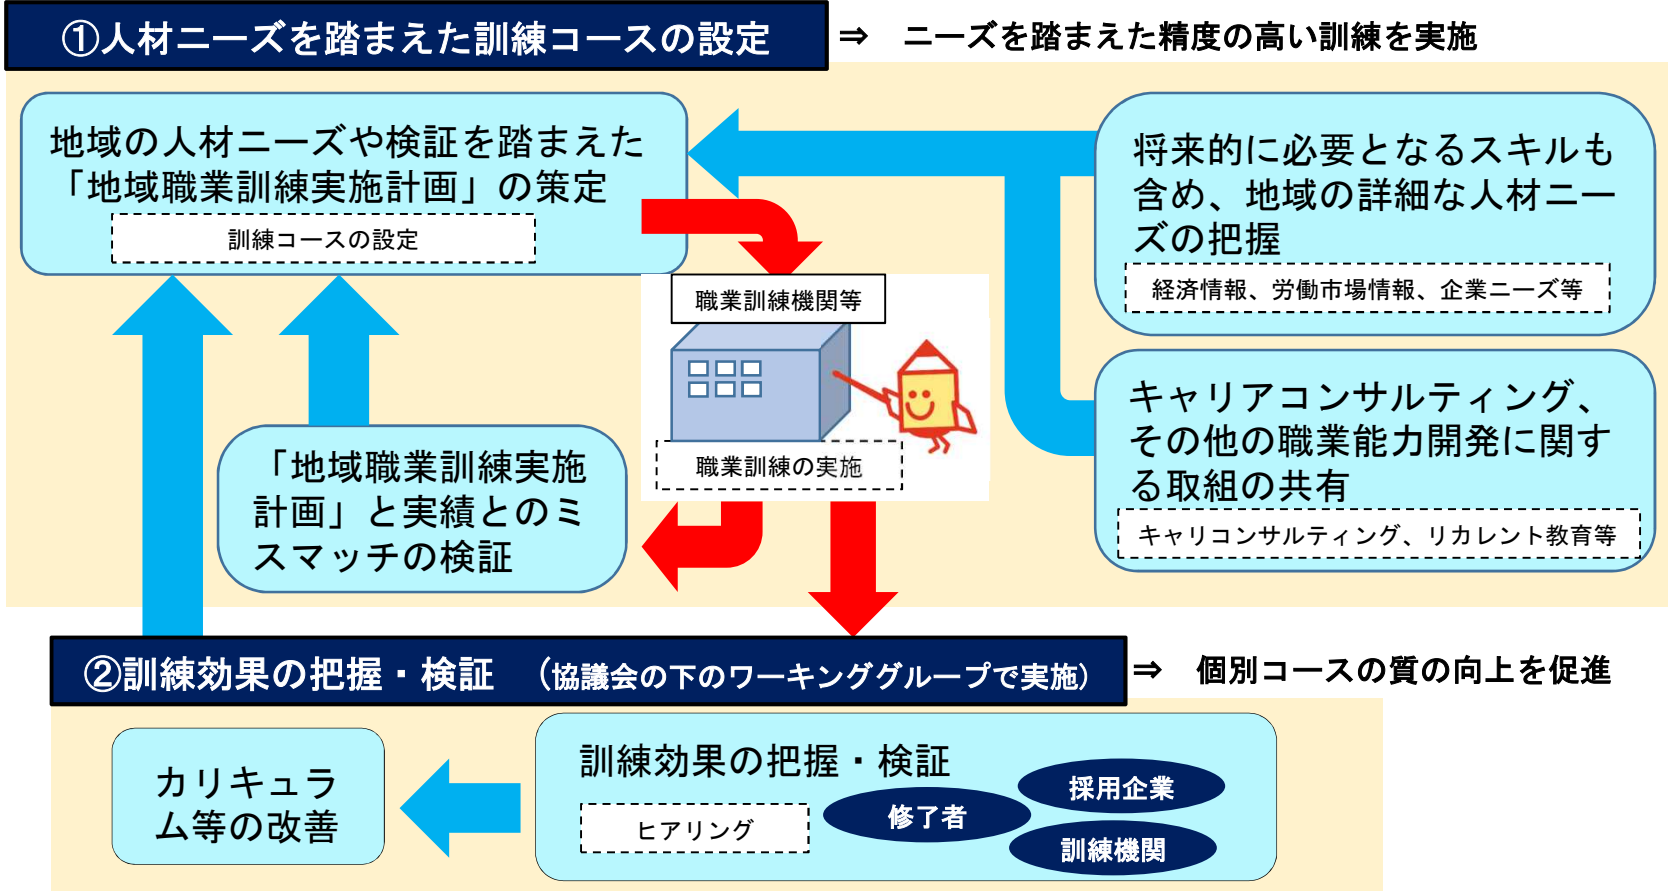 ①人材ニーズを踏まえた訓練コースの設定
⇒　ニーズを踏まえた精度の高い訓練を実施
地域の人材ニーズや検証を踏まえた
「地域職業訓練実施計画」の策定
訓練コースの設定
将来的に必要となるスキルも
含め、地域の詳細な人材ニー
ズの把握
経済情報、労働市場情報、企業ニーズ等
職業訓練機関等
職業訓練の実施
キャリアコンサルティング、
その他の職業能力開発に関す
る取組の共有
キャリコンサルティング、リカレント教育等
「地域職業訓練実施
計画」と実績とのミ
スマッチの検証
②訓練効果の把握・検証　（協議会の下のワーキンググループで実施）
⇒　個別コースの質の向上を促進
カリキュラ
ム等の改善
訓練効果の把握・検証
ヒアリング
修了者
採用企業
訓練機関